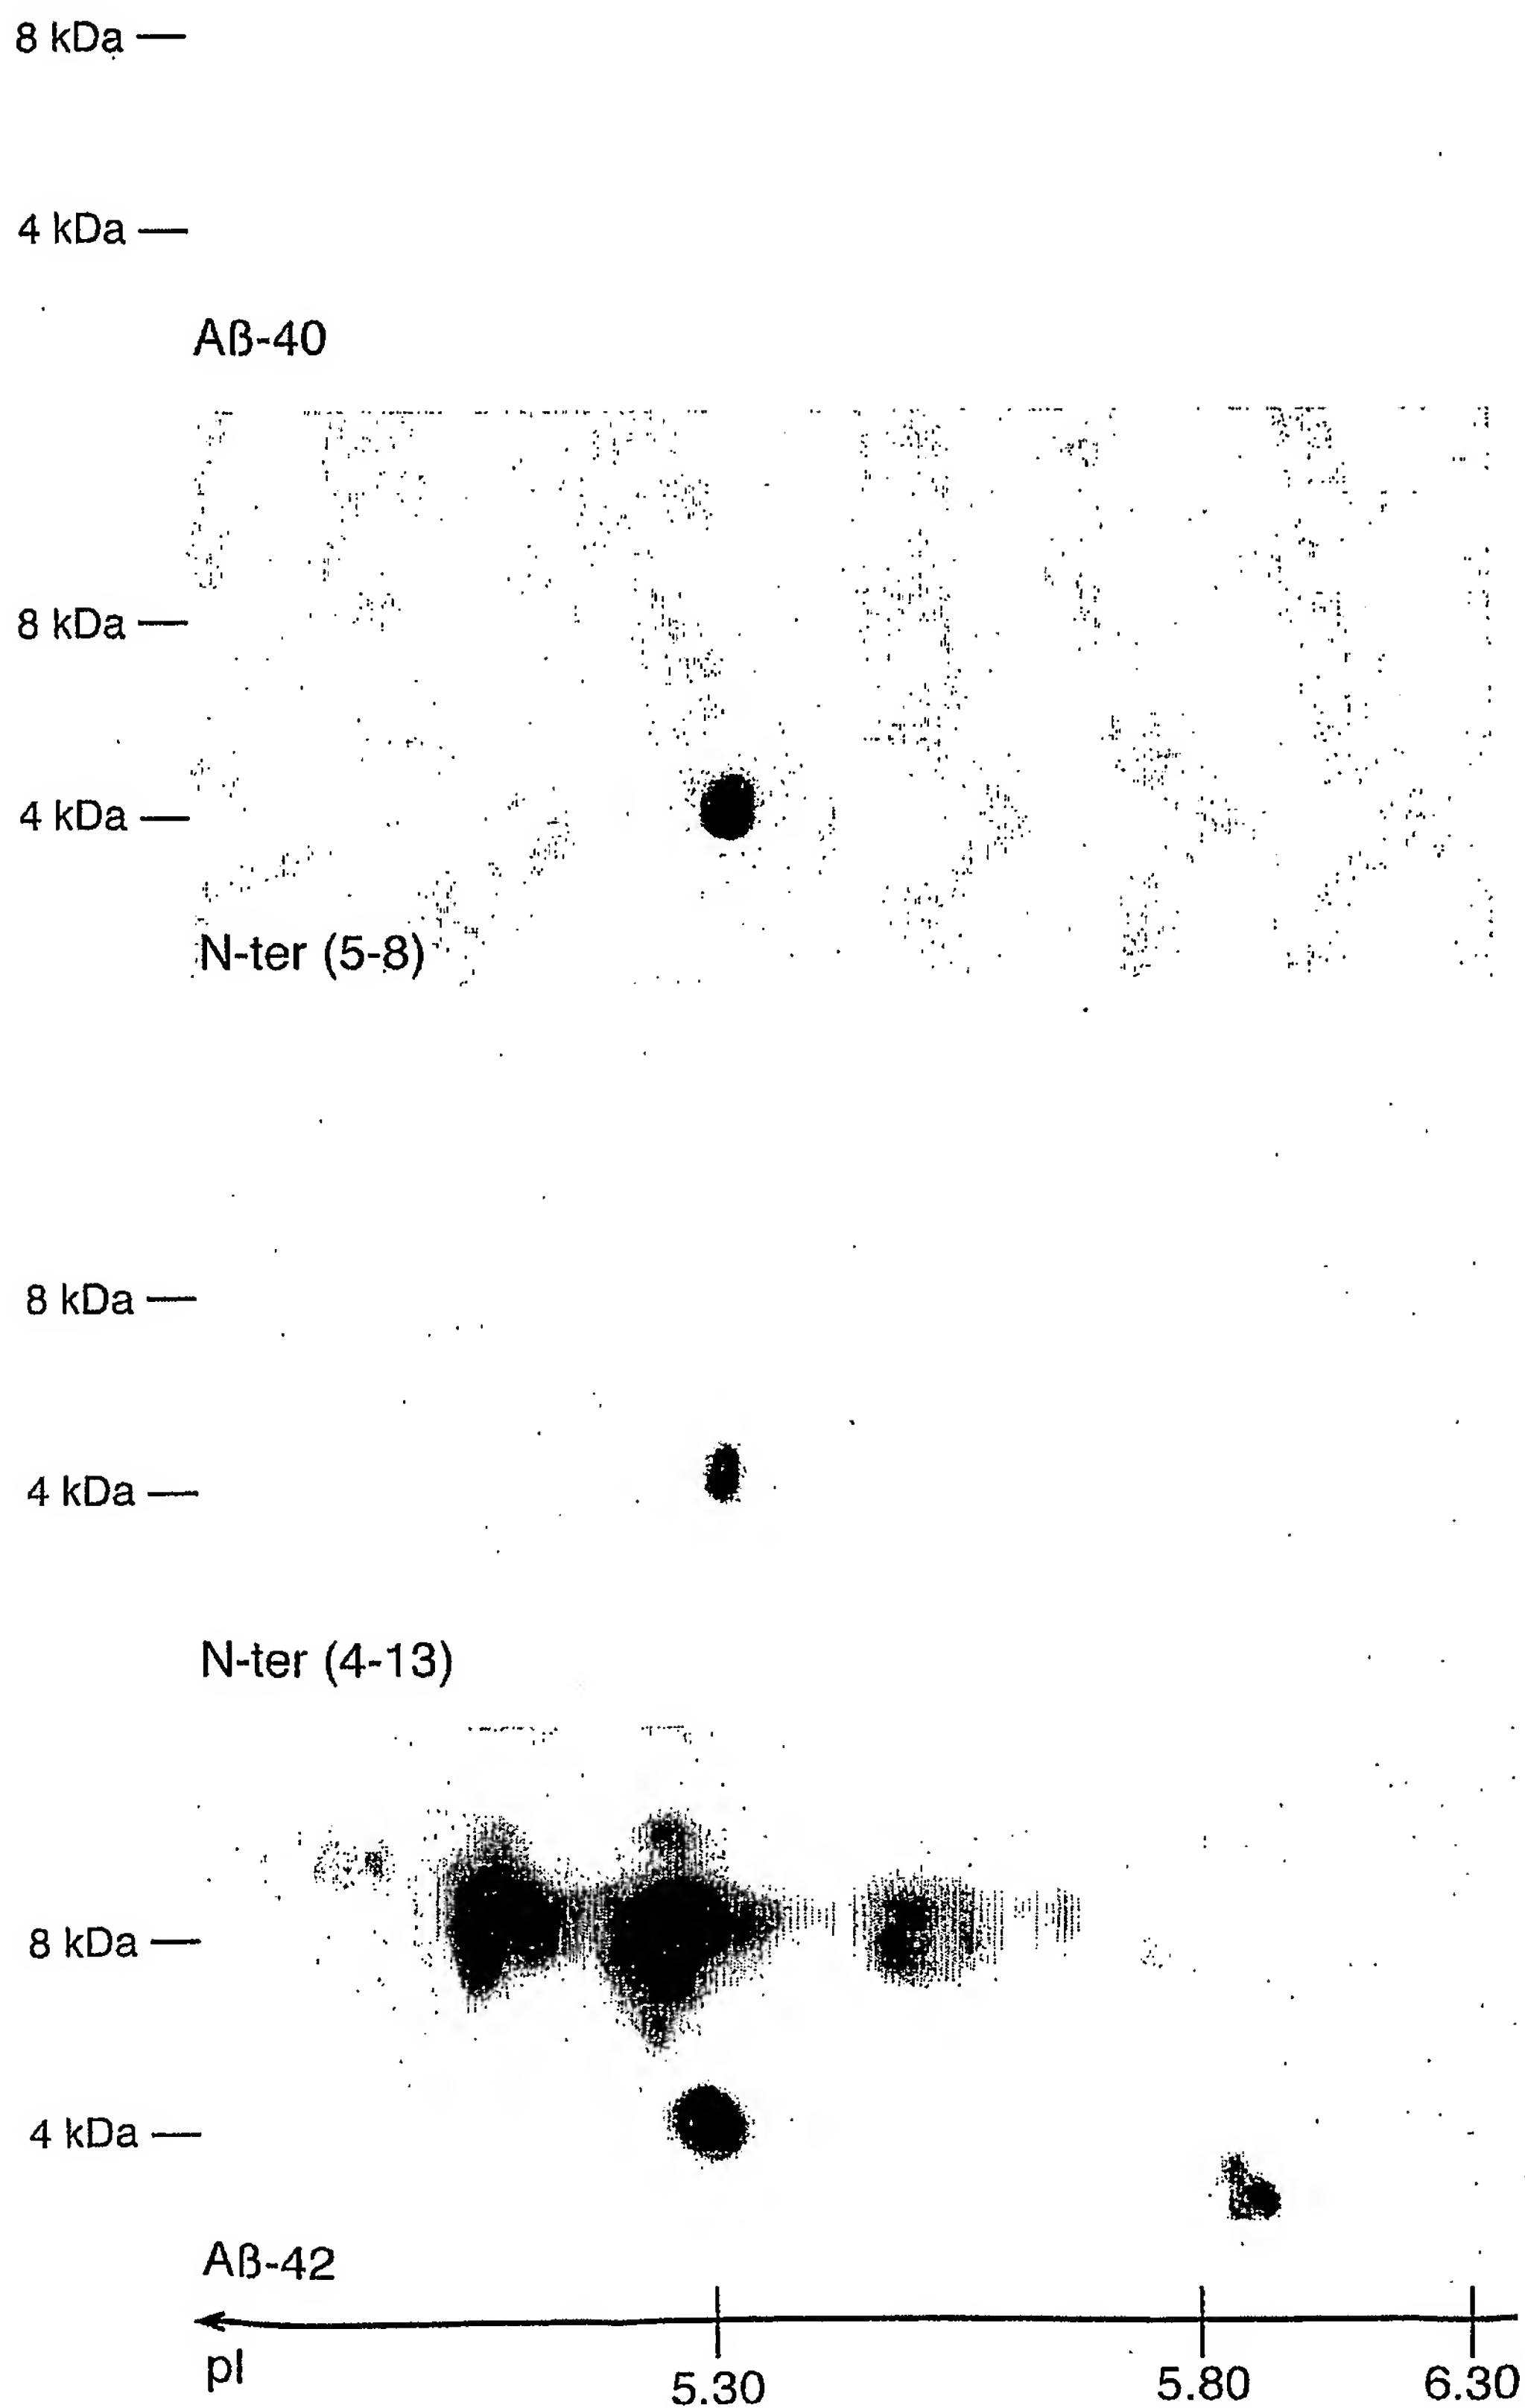 8 kDa
4 kDa
Aß-40
8 kDa
4 kDa
N-ter (5-8)
8 kDa
4 kDa
N-ter (4-13)
8 kDa
4 kDa
Aß-42
pI
5.30 5.80 6.30